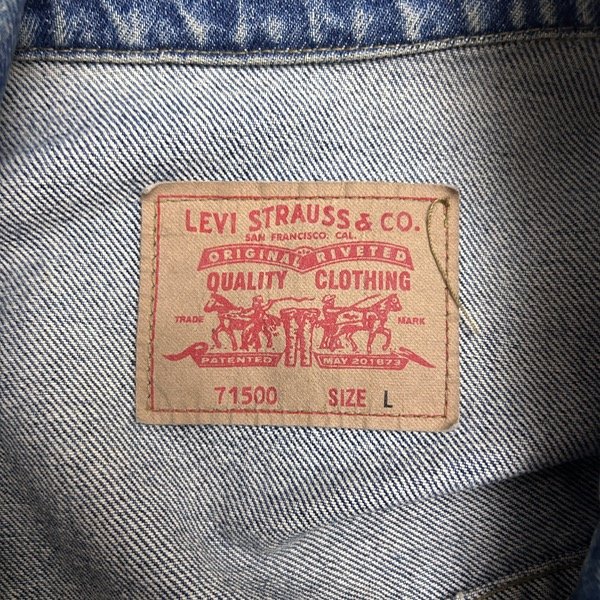 LEVI STRAUSS & CO.
SAN FRANCISCO, CAL.
ORIGINAL RIVETED
QUALITY CLOTHING
TRADE MARK
PATENTED MAY 20 1873
71500 SIZE L